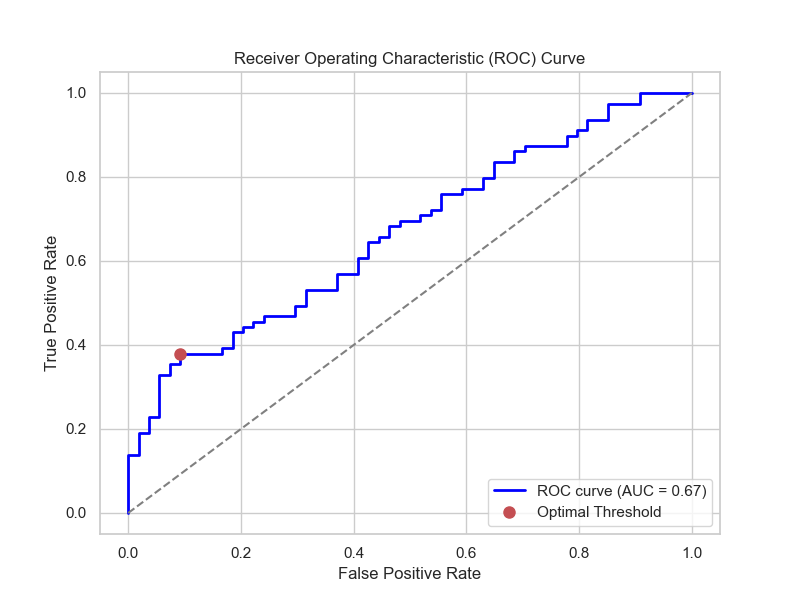 Receiver Operating Characteristic (ROC) Curve
True Positive Rate
1.0
0.8
0.6
0.4
0.2
0.0
0.0 0.2 0.4 0.6 0.8 1.0
False Positive Rate
ROC curve (AUC = 0.67)
Optimal Threshold